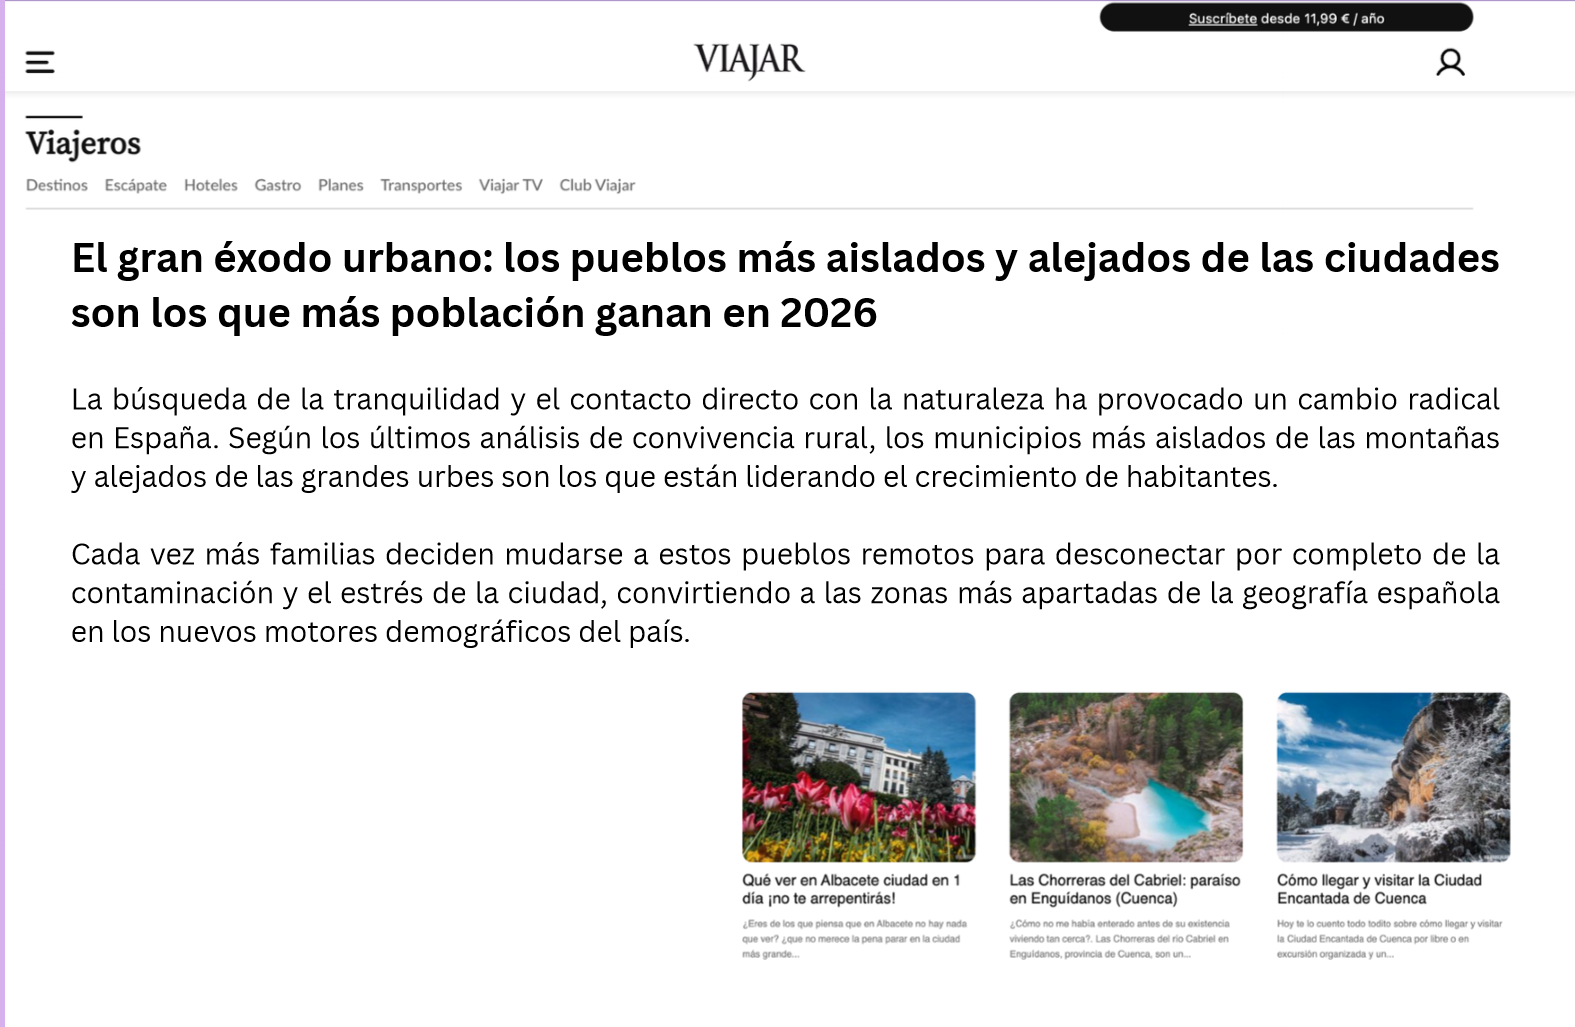 Suscríbete desde 11,99 € / año
VIAJAR
Viajeros
Destinos Escápate Hoteles Gastro Planes Transportes Viajar TV Club Viajar
El gran éxodo urbano: los pueblos más aislados y alejados de las ciudades
son los que más población ganan en 2026
La búsqueda de la tranquilidad y el contacto directo con la naturaleza ha provocado un cambio radical
en España. Según los últimos análisis de convivencia rural, los municipios más aislados de las montañas
y alejados de las grandes urbes son los que están liderando el crecimiento de habitantes.
Cada vez más familias deciden mudarse a estos pueblos remotos para desconectar por completo de la
contaminación y el estrés de la ciudad, convirtiendo a las zonas más apartadas de la geografía española
en los nuevos motores demográficos del país.
Qué ver en Albacete ciudad en 1
día ¡no te arrepentirás!
¿Eres de los que piensa que en Albacete no hay nada
que ver? ¿que no merece la pena parar en la ciudad
más grande...
Las Chorreras del Cabriel: paraíso
en Enguídanos (Cuenca)
¿Cómo no me había enterado antes de su existencia
viviendo tan cerca?. Las Chorreras del río Cabriel en
Enguídanos, provincia de Cuenca, son un...
Cómo llegar y visitar la Ciudad
Encantada de Cuenca
Hoy te lo cuento todo todito sobre cómo llegar y visitar
la Ciudad Encantada de Cuenca por libre o en
excursión organizada y un...